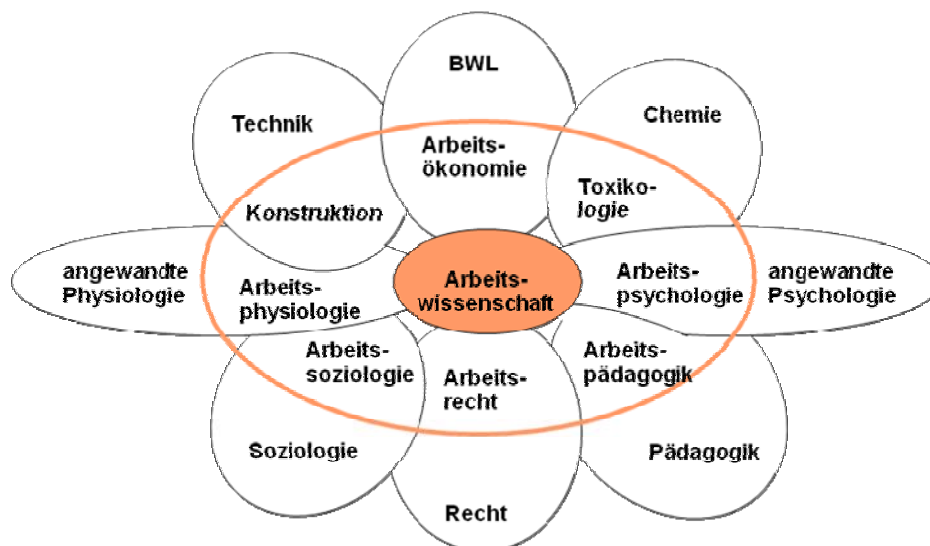 BWL
Technik
Chemie
Arbeits-
ökonomie
Toxiko-
logie
Konstruktion
angewandte
Physiologie
Arbeits-
physiologie
Arbeits-
wissenschaft
Arbeits-
psychologie
angewandte
Psychologie
Arbeits-
soziologie
Arbeits-
recht
Arbeits-
pädagogik
Soziologie
Pädagogik
Recht